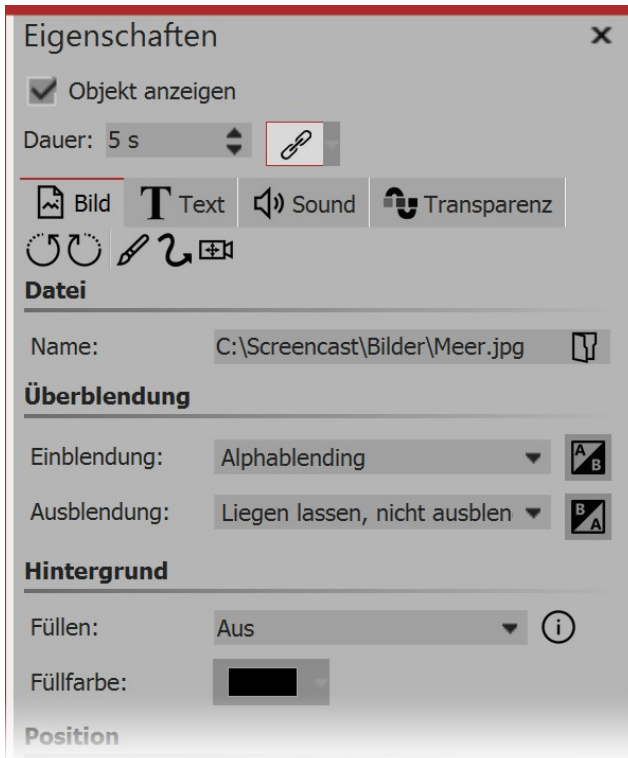 Eigenschaften
Objekt anzeigen
Dauer: 5 s
Bild Text Sound Transparenz
Datei
Name: C:\Screencast\Bilder\Meer.jpg
Überblendung
Einblendung: Alphablending A B
Ausblendung: Liegen lassen, nicht ausblen B A
Hintergrund
Füllen: Aus
Füllfarbe:
Position